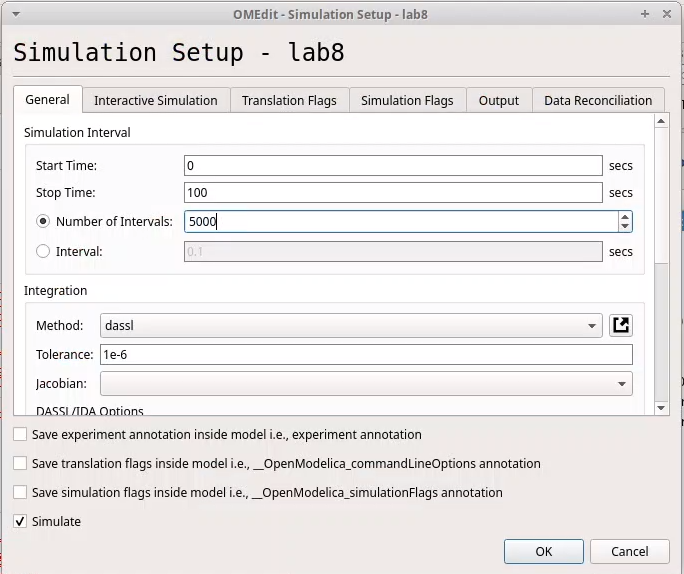 OMEdit - Simulation Setup - lab8
Simulation Setup - lab8
General Interactive Simulation Translation Flags Simulation Flags Output Data Reconciliation
Simulation Interval
Start Time: 0 secs
Stop Time: 100 secs
Number of Intervals: 5000
Interval: 0.1 secs
Integration
Method: dassl
Tolerance: 1e-6
Jacobian:
DASSL/IDA Options
Save experiment annotation inside model i.e., experiment annotation
Save translation flags inside model i.e., __OpenModelica_commandLineOptions annotation
Save simulation flags inside model i.e., __OpenModelica_simulationFlags annotation
Simulate
OK Cancel